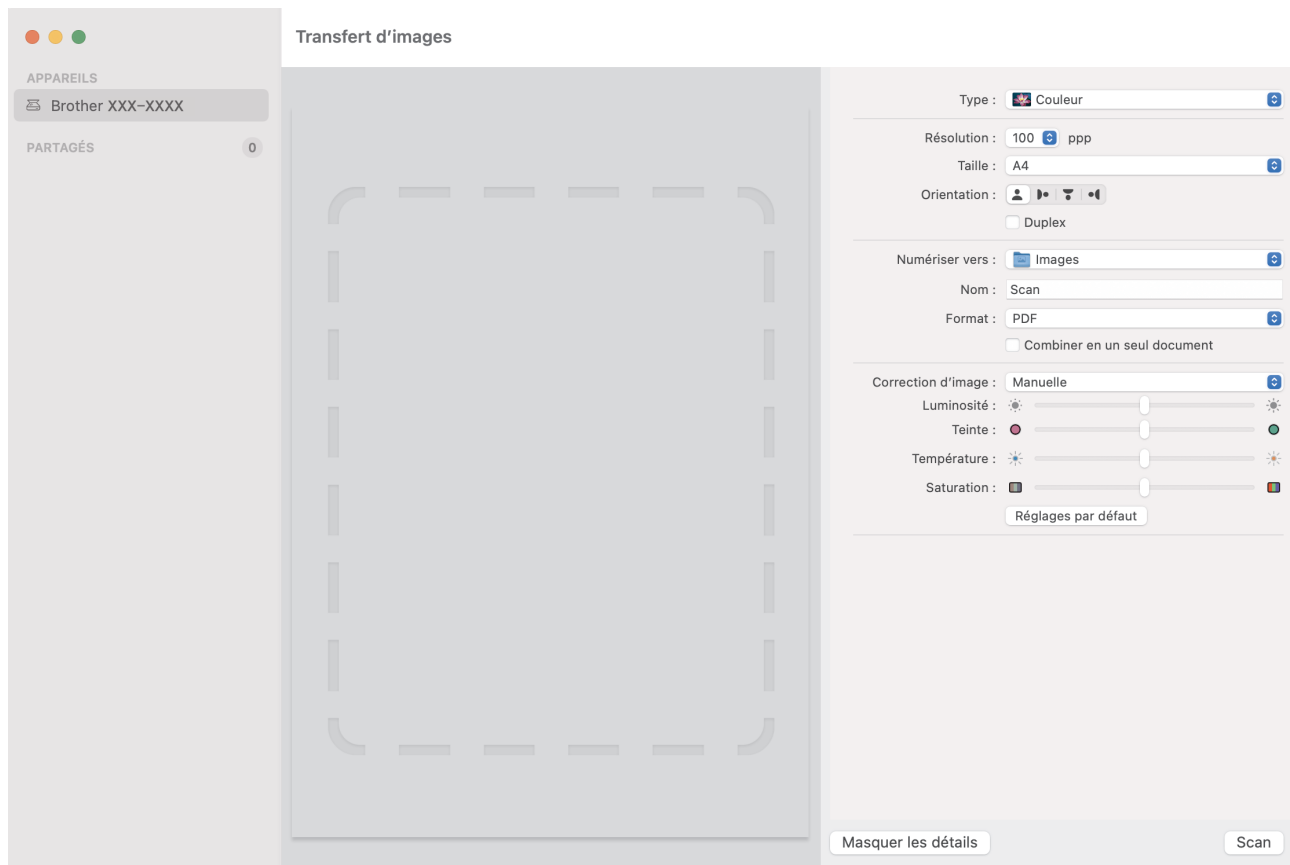 Transfert d’images
APPAREILS
Brother XXX–XXXX
PARTAGÉS 0
Type : Couleur
Résolution : 100 ppp
Taille : A4
Orientation :
Duplex
Numériser vers : Images
Nom : Scan
Format : PDF
Combiner en un seul document
Correction d’image : Manuelle
Luminosité :
Teinte :
Température :
Saturation :
Réglages par défaut
Masquer les détails
Scan